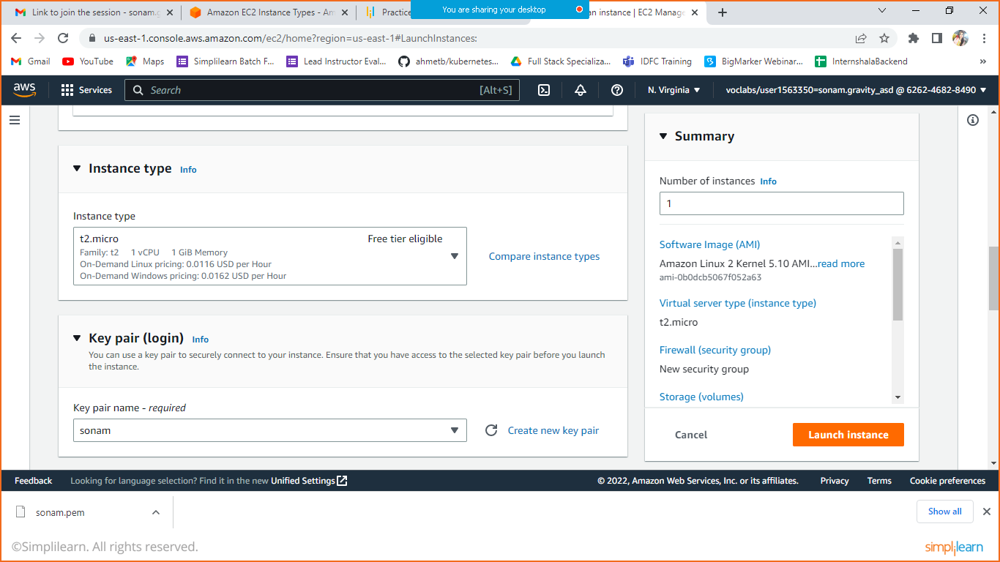 Link to join the session - sonam.g
Amazon EC2 Instance Types - Am
Practice
You are sharing your desktop
an instance | EC2 Manage
us-east-1.console.aws.amazon.com/ec2/home?region=us-east-1#LaunchInstances:
Gmail
YouTube
Maps
Simplilearn Batch F...
Lead Instructor Eval...
ahmetb/kubernetes...
Full Stack Specializa...
IDFC Training
BigMarker Webinar...
InternshalaBackend
»
aws
Services
Search
[Alt+S]
N. Virginia
voclabs/user1563350=sonam.gravity_asd @ 6262-4682-8490
Instance type Info
Instance type
t2.micro Free tier eligible
Family: t2 1 vCPU 1 GiB Memory
On-Demand Linux pricing: 0.0116 USD per Hour
On-Demand Windows pricing: 0.0162 USD per Hour
Compare instance types
Key pair (login) Info
You can use a key pair to securely connect to your instance. Ensure that you have access to the selected key pair before you launch
the instance.
Key pair name - required
sonam
Create new key pair
Summary
Number of instances Info
1
Software Image (AMI)
Amazon Linux 2 Kernel 5.10 AMI...read more
ami-0b0dcb5067f052a63
Virtual server type (instance type)
t2.micro
Firewall (security group)
New security group
Storage (volumes)
Cancel
Launch instance
Feedback
Looking for language selection? Find it in the new Unified Settings
© 2022, Amazon Web Services, Inc. or its affiliates.
Privacy
Terms
Cookie preferences
sonam.pem
Show all
©Simplilearn. All rights reserved.
simplilearn